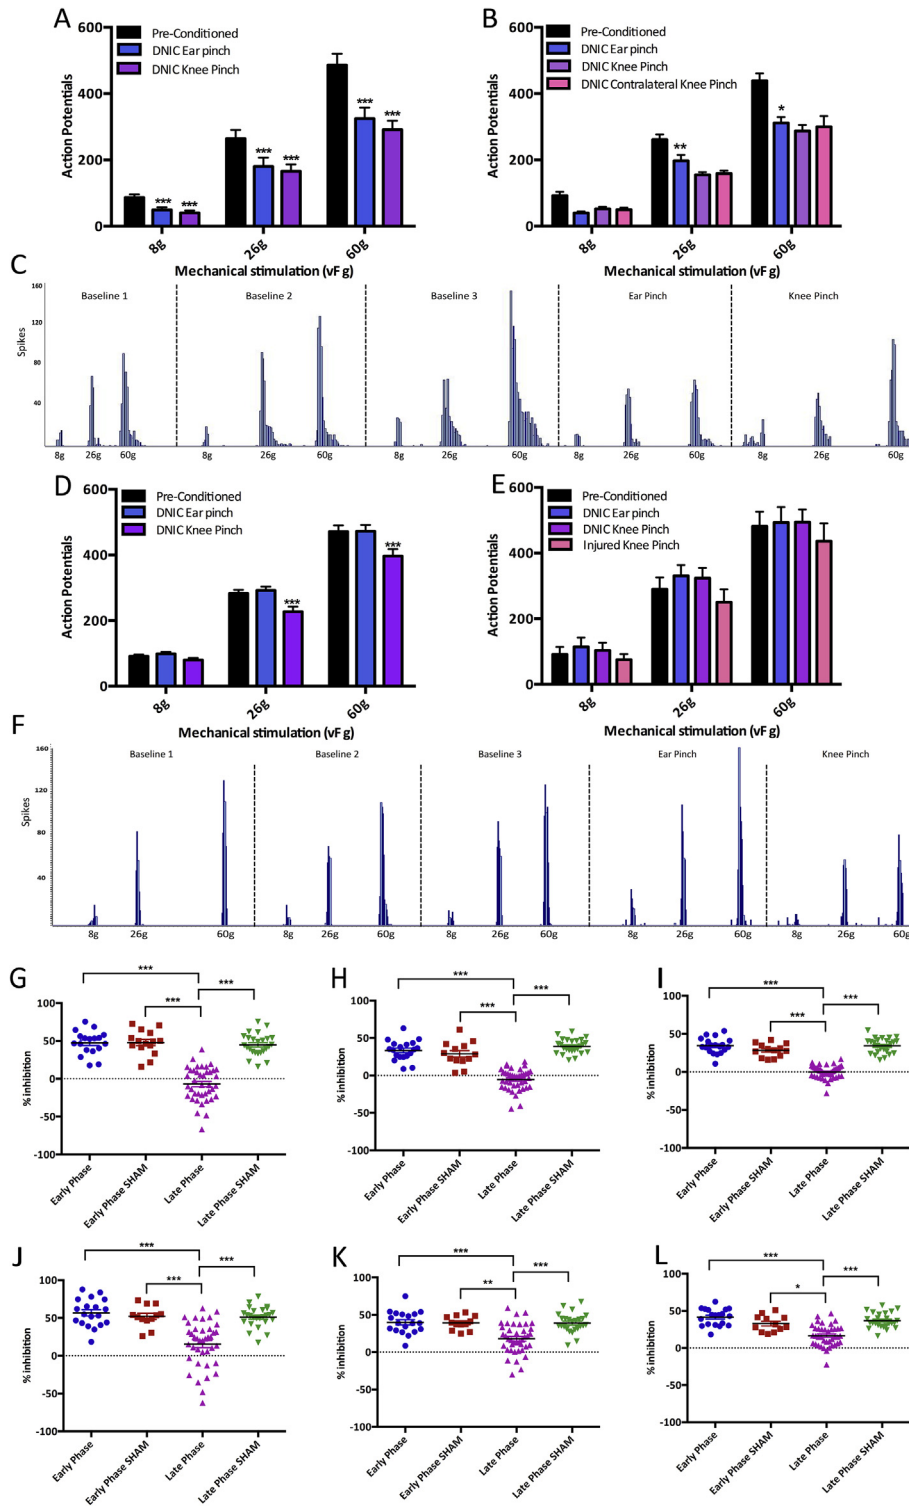 A
600
400
200
0
Action Potentials
Pre-Conditioned
DNIC Ear pinch
DNIC Knee Pinch
***
***
***
***
***
***
8g
26g
60g
Mechanical stimulation (vF g)
B
600
400
200
0
Action Potentials
Pre-Conditioned
DNIC Ear pinch
DNIC Knee Pinch
DNIC Contralateral Knee Pinch
**
*
8g
26g
60g
Mechanical stimulation (vF g)
C
160
120
80
40
Spikes
Baseline 1
Baseline 2
Baseline 3
Ear Pinch
Knee Pinch
8g 26g 60g
8g 26g 60g
8g 26g 60g
8g 26g 60g
8g 26g 60g
D
600
400
200
0
Action Potentials
Pre-Conditioned
DNIC Ear pinch
DNIC Knee Pinch
***
***
8g
26g
60g
Mechanical stimulation (vF g)
E
600
400
200
0
Action Potentials
Pre-Conditioned
DNIC Ear pinch
DNIC Knee Pinch
Injured Knee Pinch
8g
26g
60g
Mechanical stimulation (vF g)
F
160
120
80
40
Spikes
Baseline 1
Baseline 2
Baseline 3
Ear Pinch
Knee Pinch
8g 26g 60g
8g 26g 60g
8g 26g 60g
8g 26g 60g
8g 26g 60g
G
***
***
***
100
50
0
-50
-100
% inhibition
Early Phase
Early Phase SHAM
Late Phase
Late Phase SHAM
H
***
***
***
100
50
0
-50
-100
% inhibition
Early Phase
Early Phase SHAM
Late Phase
Late Phase SHAM
I
***
***
***
100
50
0
-50
-100
% inhibition
Early Phase
Early Phase SHAM
Late Phase
Late Phase SHAM
J
***
***
***
100
50
0
-50
-100
% inhibition
Early Phase
Early Phase SHAM
Late Phase
Late Phase SHAM
K
***
**
***
100
50
0
-50
-100
% inhibition
Early Phase
Early Phase SHAM
Late Phase
Late Phase SHAM
L
***
*
***
100
50
0
-50
-100
% inhibition
Early Phase
Early Phase SHAM
Late Phase
Late Phase SHAM